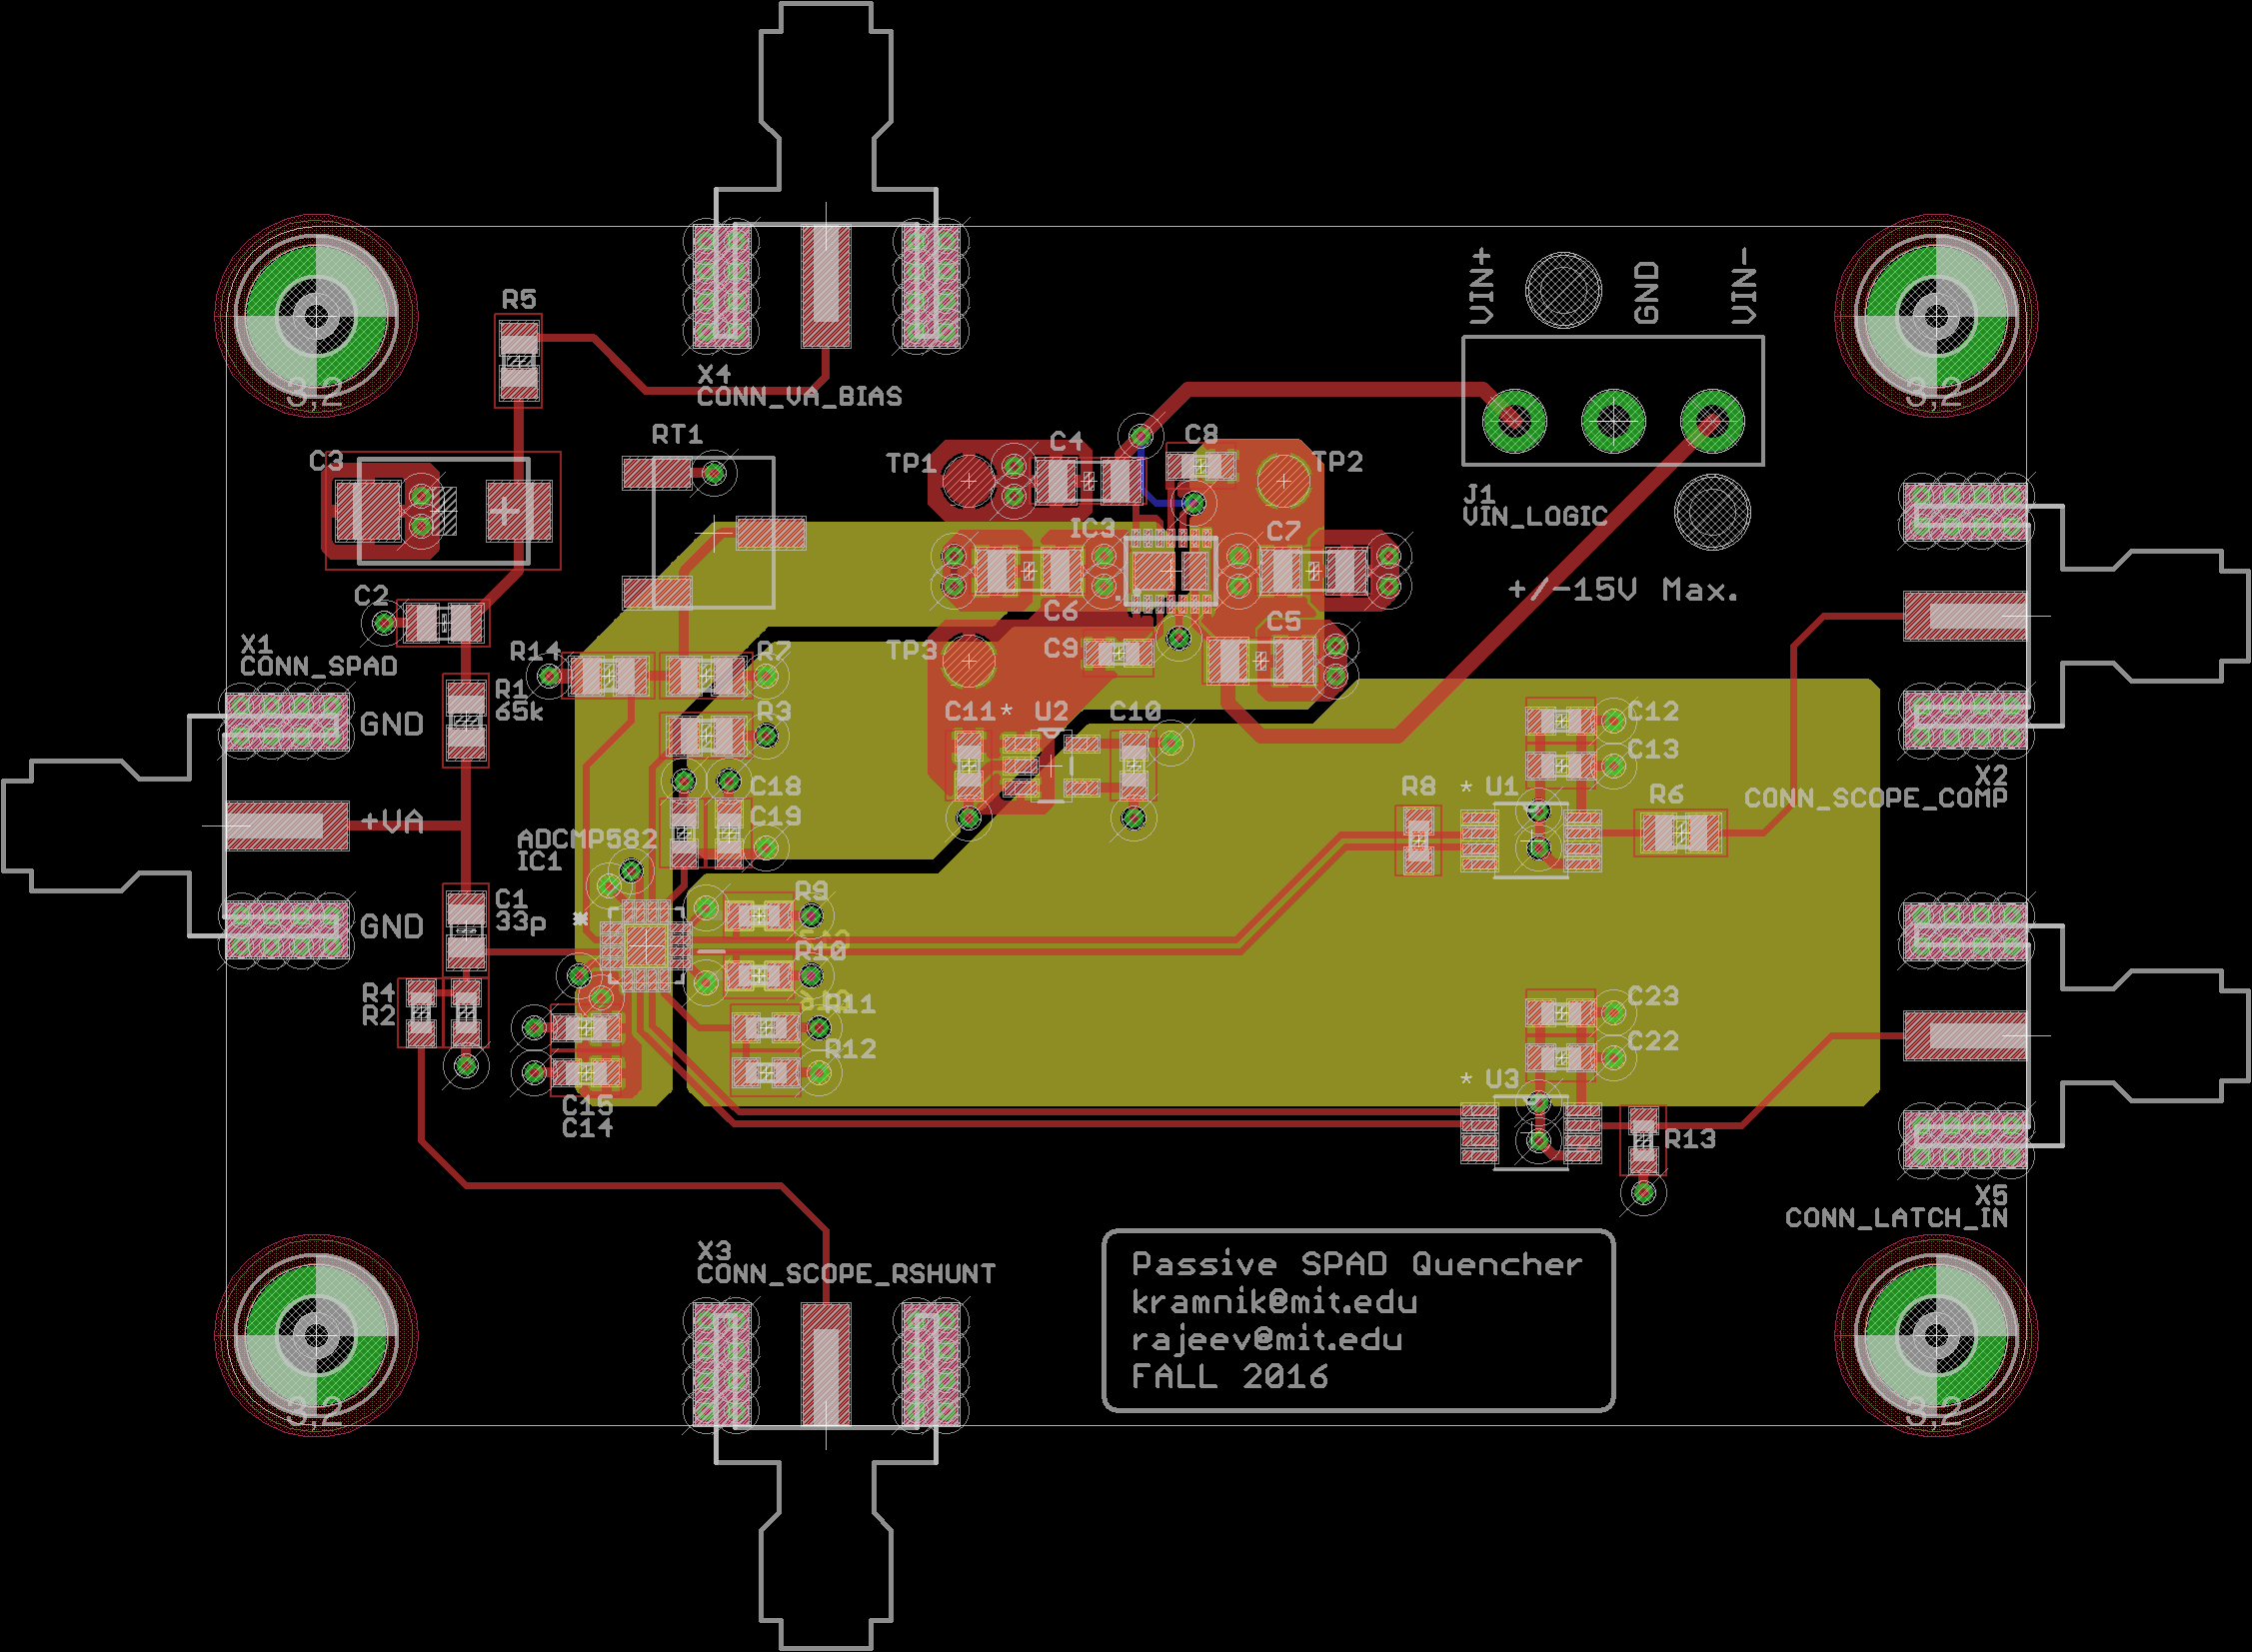 VIN+
GND
VIN-
R5
3,2
3,2
X4
CONN_VA_BIAS
RT1
C4
C8
C3
TP1
TP2
J1
VIN_LOGIC
IC3
C7
+/-15V Max.
C2
C6
C5
X1
CONN_SPAD
R14
R7
TP3
C9
R1
65k
GND
R3
C11
*
U2
C10
C12
C13
X2
CONN_SCOPE_COMP
C18
R8
* U1
R6
+VA
C19
ADCMP582
IC1
C1
33p
GND
R9
R10
R4
R2
R11
C23
R12
C22
* U3
C15
C14
R13
X5
CONN_LATCH_IN
X3
CONN_SCOPE_RSHUNT
Passive SPAD Quencher
kramnik@mit.edu
rajeev@mit.edu
FALL 2016
3,2
3,2